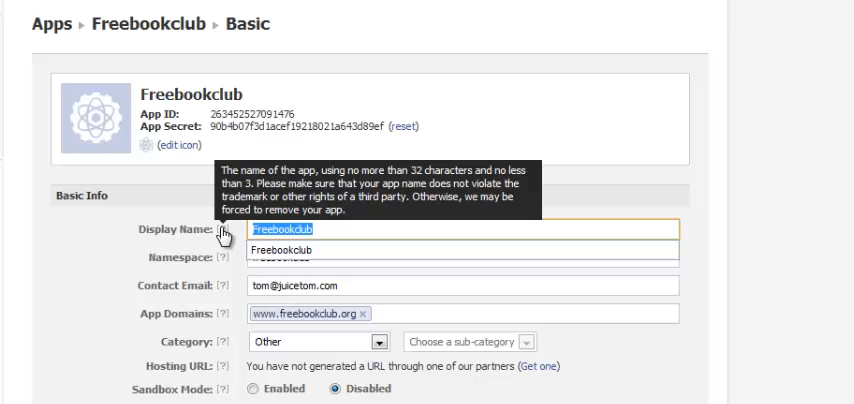 Apps ▸ Freebookclub ▸ Basic
Freebookclub
App ID: 263452527091476
App Secret: 90b4b07f3d1acef19218021a643d89ef (reset)
(edit icon)
The name of the app, using no more than 32 characters and no less
than 3. Please make sure that your app name does not violate the
trademark or other rights of a third party. Otherwise, we may be
forced to remove your app.
Basic Info
Display Name: Freebookclub
Freebookclub
Namespace: [?]
Contact Email: [?] tom@juicetom.com
App Domains: [?] www.freebookclub.org ×
Category: [?] Other Choose a sub-category
Hosting URL: [?] You have not generated a URL through one of our partners (Get one)
Sandbox Mode: [?] Enabled Disabled